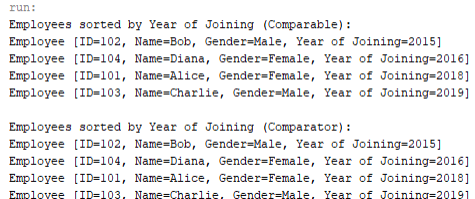 run:
Employees sorted by Year of Joining (Comparable):
Employee [ID=102, Name=Bob, Gender=Male, Year of Joining=2015]
Employee [ID=104, Name=Diana, Gender=Female, Year of Joining=2016]
Employee [ID=101, Name=Alice, Gender=Female, Year of Joining=2018]
Employee [ID=103, Name=Charlie, Gender=Male, Year of Joining=2019]
Employees sorted by Year of Joining (Comparator):
Employee [ID=102, Name=Bob, Gender=Male, Year of Joining=2015]
Employee [ID=104, Name=Diana, Gender=Female, Year of Joining=2016]
Employee [ID=101, Name=Alice, Gender=Female, Year of Joining=2018]
Employee [ID=103, Name=Charlie, Gender=Male, Year of Joining=2019]